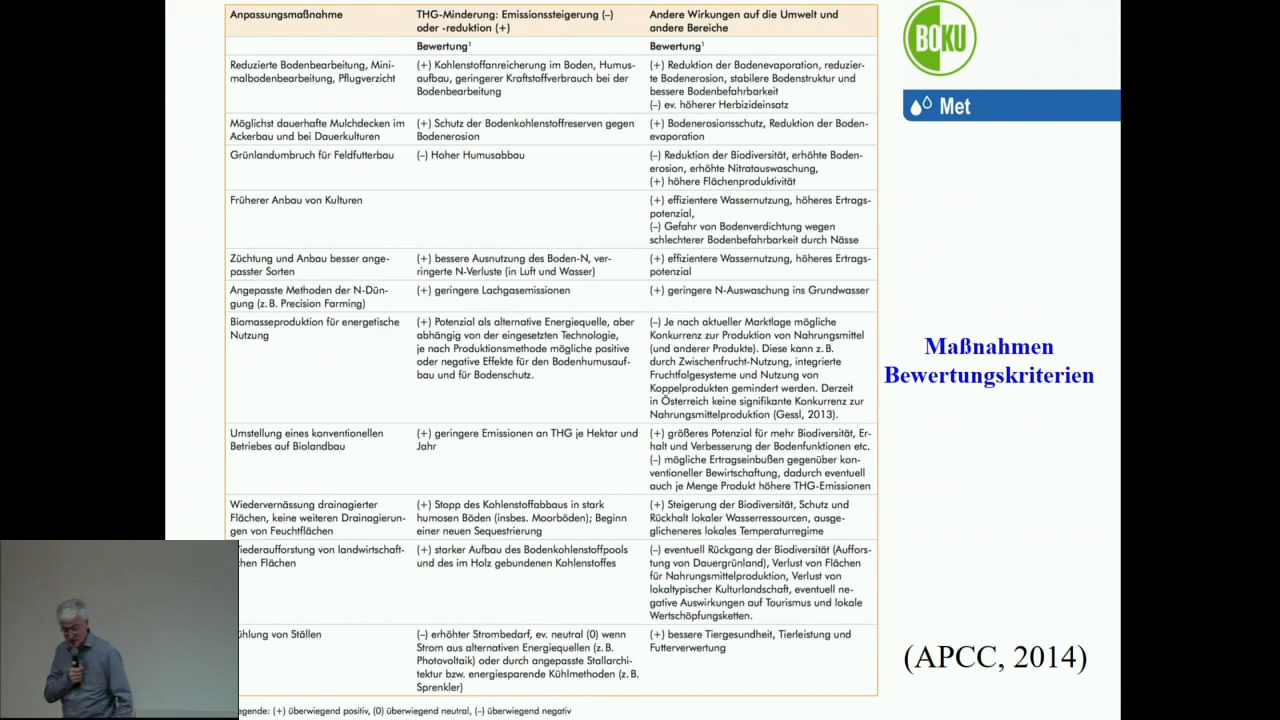 Anpassungsmaßnahme
THG-Minderung: Emissionssteigerung (–)
oder -reduktion (+)
Andere Wirkungen auf die Umwelt und
andere Bereiche
Bewertung¹
Bewertung¹
Reduzierte Bodenbearbeitung, Mini-
malbodenbearbeitung, Pflugverzicht
(+) Kohlenstoffanreicherung im Boden, Humus-
aufbau, geringerer Kraftstoffverbrauch bei der
Bodenbearbeitung
(+) Reduktion der Bodenevaporation, reduzier-
te Bodenerosion, stabilere Bodenstruktur und
bessere Bodenbefahrbarkeit
(–) ev. höherer Herbizideinsatz
Möglichst dauerhafte Mulchdecken im
Ackerbau und bei Dauerkulturen
(+) Schutz der Bodenkohlenstoffreserven gegen
Bodenerosion
(+) Bodenerosionsschutz, Reduktion der Boden-
evaporation
Grünlandumbruch für Feldfutterbau
(–) Hoher Humusabbau
(–) Reduktion der Biodiversität, erhöhte Boden-
erosion, erhöhte Nitratauswaschung,
(+) höhere Flächenproduktivität
Früherer Anbau von Kulturen
(+) effizientere Wassernutzung, höheres Ertrags-
potenzial,
(–) Gefahr von Bodenverdichtung wegen
schlechterer Bodenbefahrbarkeit durch Nässe
Züchtung und Anbau besser ange-
passter Sorten
(+) bessere Ausnutzung des Boden-N, ver-
ringerte N-Verluste (in Luft und Wasser)
(+) effizientere Wassernutzung, höheres Ertrags-
potenzial
Angepasste Methoden der N-Dün-
gung (z. B. Precision Farming)
(+) geringere Lachgasemissionen
(+) geringere N-Auswaschung ins Grundwasser
Biomasseproduktion für energetische
Nutzung
(+) Potenzial als alternative Energiequelle, aber
abhängig von der eingesetzten Technologie,
je nach Produktionsmethode mögliche positive
oder negative Effekte für den Bodenhumusauf-
bau und für Bodenschutz.
(–) Je nach aktueller Marktlage mögliche
Konkurrenz zur Produktion von Nahrungsmittel
(und anderer Produkte). Diese kann z. B.
durch Zwischenfrucht-Nutzung, integrierte
Fruchtfolgesysteme und Nutzung von
Koppelprodukten gemindert werden. Derzeit
in Österreich keine signifikante Konkurrenz zur
Nahrungsmittelproduktion (Gessl, 2013).
Umstellung eines konventionellen
Betriebes auf Biolandbau
(+) geringere Emissionen an THG je Hektar und
Jahr
(+) größeres Potenzial für mehr Biodiversität, Er-
halt und Verbesserung der Bodenfunktionen etc.
(–) mögliche Ertragseinbußen gegenüber kon-
ventioneller Bewirtschaftung, dadurch eventuell
auch je Menge Produkt höhere THG-Emissionen
Wiedervernässung drainagierter
Flächen, keine weiteren Drainagierun-
gen von Feuchtflächen
(+) Stopp des Kohlenstoffabbaus in stark
humosen Böden (insbes. Moorböden); Beginn
einer neuen Sequestrierung
(+) Steigerung der Biodiversität, Schutz und
Rückhalt lokaler Wasserressourcen, ausge-
glicheneres lokales Temperaturregime
iederaufforstung von landwirtschaft-
chen Flächen
(+) starker Aufbau des Bodenkohlenstoffpools
und des im Holz gebundenen Kohlenstoffes
(–) eventuell Rückgang der Biodiversität (Auffors-
tung von Dauergrünland), Verlust von Flächen
für Nahrungsmittelproduktion, Verlust von
lokaltypischer Kulturlandschaft, eventuell ne-
gative Auswirkungen auf Tourismus und lokale
Wertschöpfungsketten.
ühlung von Ställen
(–) erhöhter Strombedarf, ev. neutral (0) wenn
Strom aus alternativen Energiequellen (z. B.
Photovoltaik) oder durch angepasste Stallarchi-
tektur bzw. energiesparende Kühlmethoden (z. B.
Sprenkler)
(+) bessere Tiergesundheit, Tierleistung und
Futterverwertung
egende: (+) überwiegend positiv, (0) überwiegend neutral, (–) überwiegend negativ
BOKU
Met
Maßnahmen
Bewertungskriterien
(APCC, 2014)